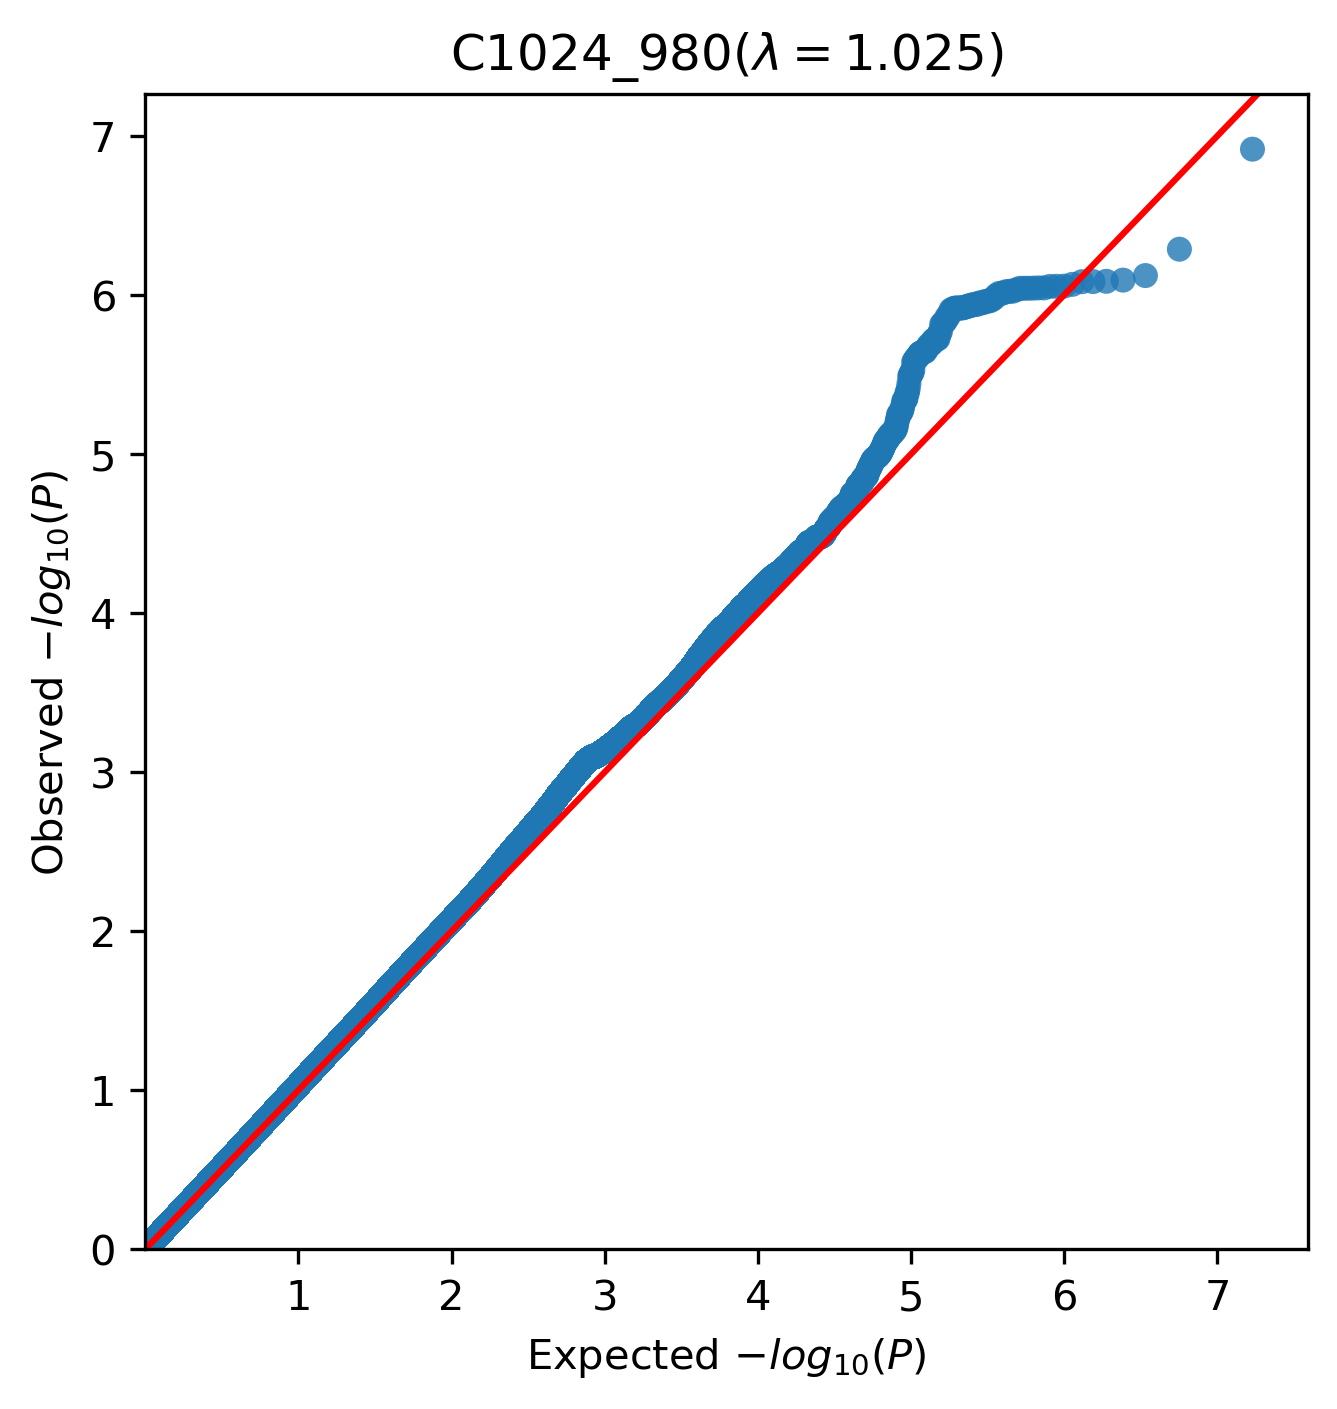 C1024_980(λ = 1.025)
Observed −log₁₀(P)
7
6
5
4
3
2
1
0
1 2 3 4 5 6 7
Expected −log₁₀(P)